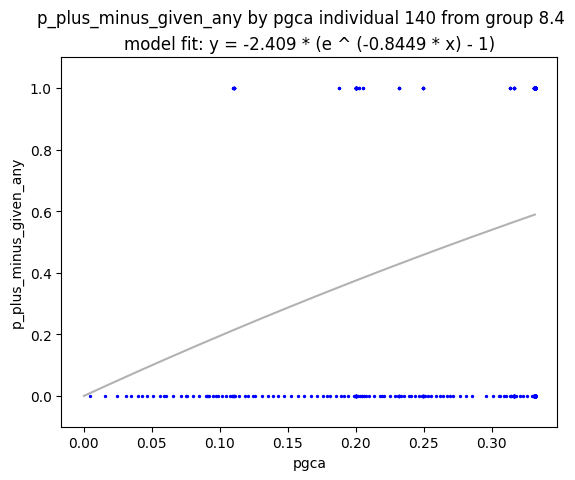 p_plus_minus_given_any by pgca individual 140 from group 8.4
model fit: y = -2.409 * (e ^ (-0.8449 * x) - 1)
p_plus_minus_given_any
1.0
0.8
0.6
0.4
0.2
0.0
0.00 0.05 0.10 0.15 0.20 0.25 0.30
pgca